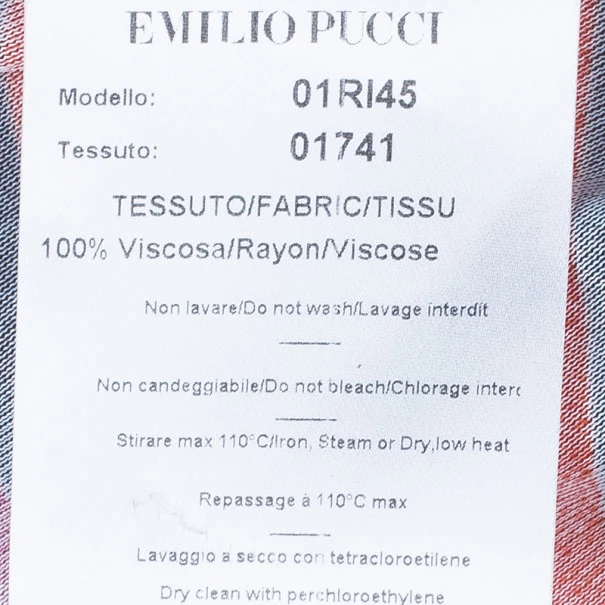 EMILIO PUCCI
Modello: 01RI45
Tessuto: 01741
TESSUTO/FABRIC/TISSU
100% Viscosa/Rayon/Viscose
Non lavare/Do not wash/Lavage interdit
Non candeggiabile/Do not bleach/Chlorage interc
Stirare max 110°C/Iron, Steam or Dry,low heat
Repassage à 110°C max
Lavaggio a secco con tetracloroetilene
Dry clean with perchloroethylene